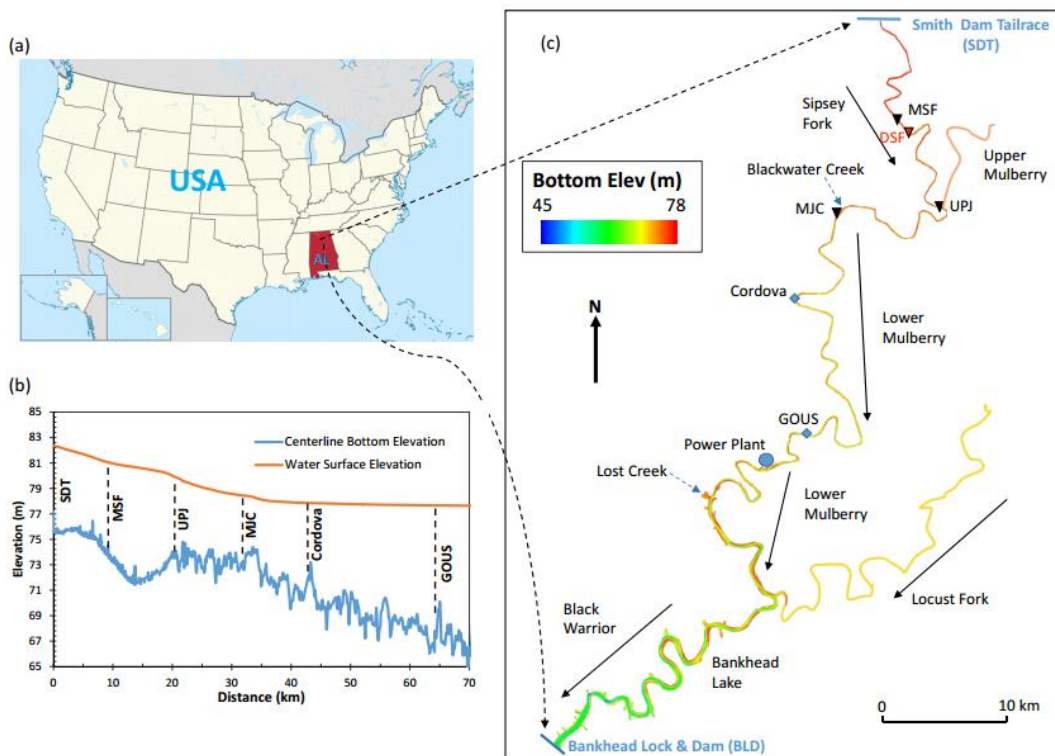 (a)
USA
AL
(b)
85
83
81
79
77
75
73
71
69
67
65
Elevation (m)
Centerline Bottom Elevation
Water Surface Elevation
SDT
MSF
UPJ
MJC
Cordova
GOUS
0
10
20
30
40
50
60
70
Distance (km)
(c)
Smith Dam Tailrace
(SDT)
Sipsey
Fork
MSF
DSF
Upper
Mulberry
Blackwater Creek
MJC
UPJ
Bottom Elev (m)
45
78
Cordova
N
Lower
Mulberry
GOUS
Power Plant
Lost Creek
Lower
Mulberry
Locust Fork
Black
Warrior
Bankhead
Lake
0
10 km
Bankhead Lock & Dam (BLD)